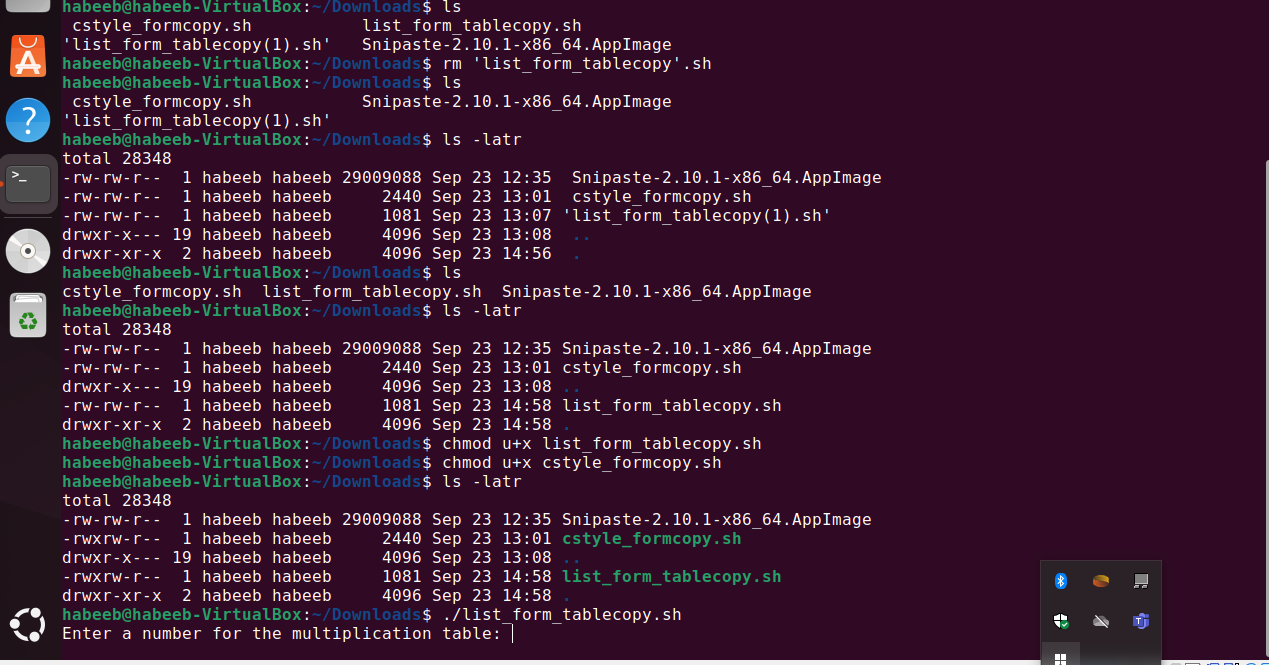 habeeb@habeeb-VirtualBox:~/Downloads$ ls
 cstyle_formcopy.sh           list_form_tablecopy.sh
'list_form_tablecopy(1).sh'   Snipaste-2.10.1-x86_64.AppImage
habeeb@habeeb-VirtualBox:~/Downloads$ rm 'list_form_tablecopy'.sh
habeeb@habeeb-VirtualBox:~/Downloads$ ls
 cstyle_formcopy.sh           Snipaste-2.10.1-x86_64.AppImage
'list_form_tablecopy(1).sh'
habeeb@habeeb-VirtualBox:~/Downloads$ ls -latr
total 28348
-rw-rw-r--  1 habeeb habeeb 29009088 Sep 23 12:35  Snipaste-2.10.1-x86_64.AppImage
-rw-rw-r--  1 habeeb habeeb     2440 Sep 23 13:01  cstyle_formcopy.sh
-rw-rw-r--  1 habeeb habeeb     1081 Sep 23 13:07 'list_form_tablecopy(1).sh'
drwxr-x--- 19 habeeb habeeb     4096 Sep 23 13:08  ..
drwxr-xr-x  2 habeeb habeeb     4096 Sep 23 14:56  .
habeeb@habeeb-VirtualBox:~/Downloads$ ls
cstyle_formcopy.sh  list_form_tablecopy.sh  Snipaste-2.10.1-x86_64.AppImage
habeeb@habeeb-VirtualBox:~/Downloads$ ls -latr
total 28348
-rw-rw-r--  1 habeeb habeeb 29009088 Sep 23 12:35 Snipaste-2.10.1-x86_64.AppImage
-rw-rw-r--  1 habeeb habeeb     2440 Sep 23 13:01 cstyle_formcopy.sh
drwxr-x--- 19 habeeb habeeb     4096 Sep 23 13:08 ..
-rw-rw-r--  1 habeeb habeeb     1081 Sep 23 14:58 list_form_tablecopy.sh
drwxr-xr-x  2 habeeb habeeb     4096 Sep 23 14:58 .
habeeb@habeeb-VirtualBox:~/Downloads$ chmod u+x list_form_tablecopy.sh
habeeb@habeeb-VirtualBox:~/Downloads$ chmod u+x cstyle_formcopy.sh
habeeb@habeeb-VirtualBox:~/Downloads$ ls -latr
total 28348
-rw-rw-r--  1 habeeb habeeb 29009088 Sep 23 12:35 Snipaste-2.10.1-x86_64.AppImage
-rwxrw-r--  1 habeeb habeeb     2440 Sep 23 13:01 cstyle_formcopy.sh
drwxr-x--- 19 habeeb habeeb     4096 Sep 23 13:08 ..
-rwxrw-r--  1 habeeb habeeb     1081 Sep 23 14:58 list_form_tablecopy.sh
drwxr-xr-x  2 habeeb habeeb     4096 Sep 23 14:58 .
habeeb@habeeb-VirtualBox:~/Downloads$ ./list_form_tablecopy.sh
Enter a number for the multiplication table: